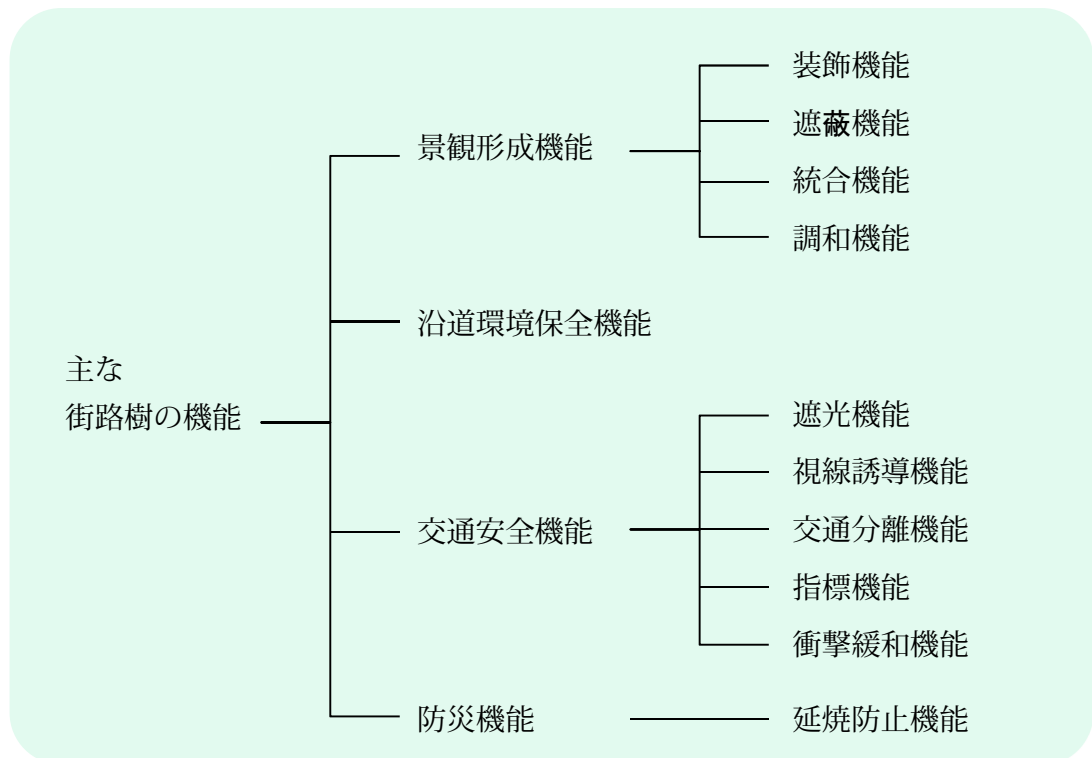 主な
街路樹の機能
景観形成機能
装飾機能
遮蔽機能
統合機能
調和機能
沿道環境保全機能
交通安全機能
遮光機能
視線誘導機能
交通分離機能
指標機能
衝撃緩和機能
防災機能
延焼防止機能